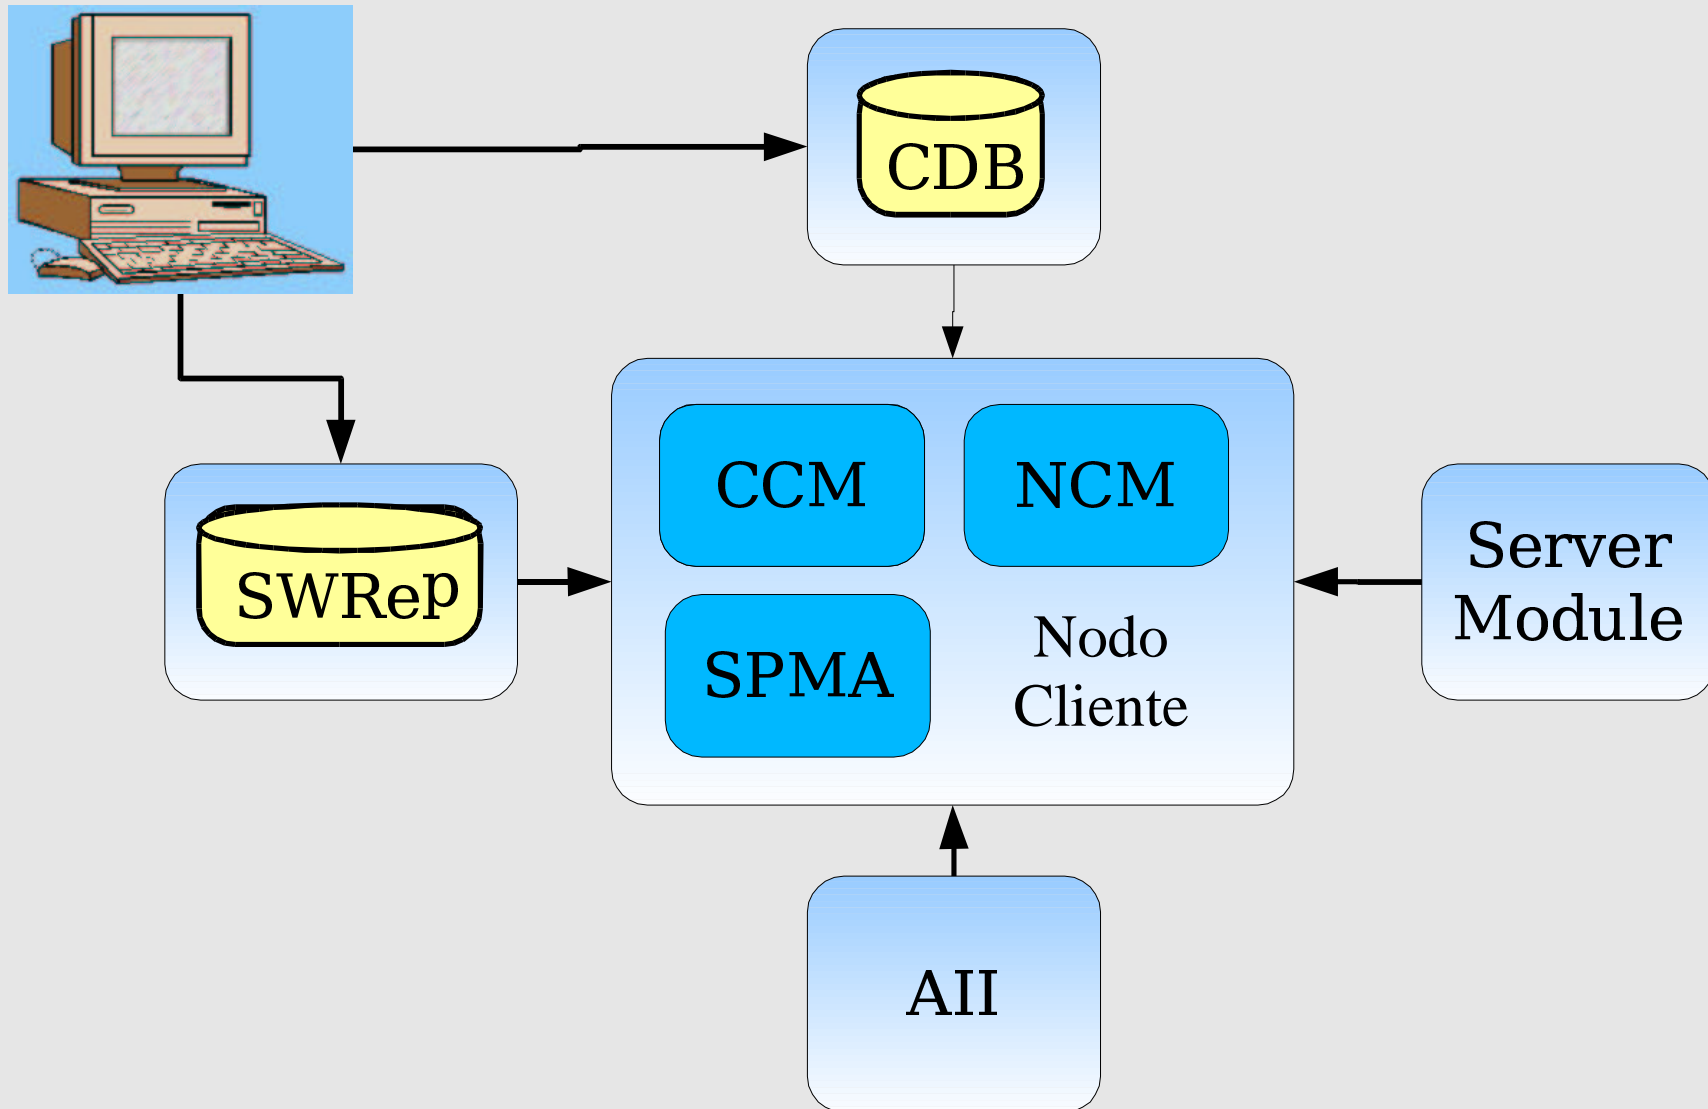 CDB
CCM
NCM
SWRep
SPMA
Nodo
Cliente
Server
Module
AII